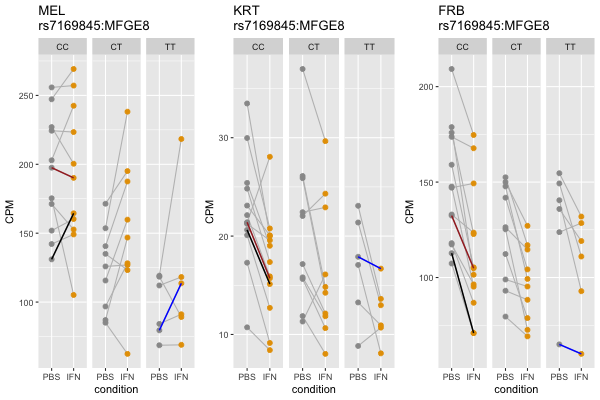 MEL
rs7169845:MFGE8
CC CT TT
CPM
250
200
150
100
PBS IFN PBS IFN PBS IFN
condition
KRT
rs7169845:MFGE8
CC CT TT
CPM
30
20
10
PBS IFN PBS IFN PBS IFN
condition
FRB
rs7169845:MFGE8
CC CT TT
CPM
200
150
100
PBS IFN PBS IFN PBS IFN
condition